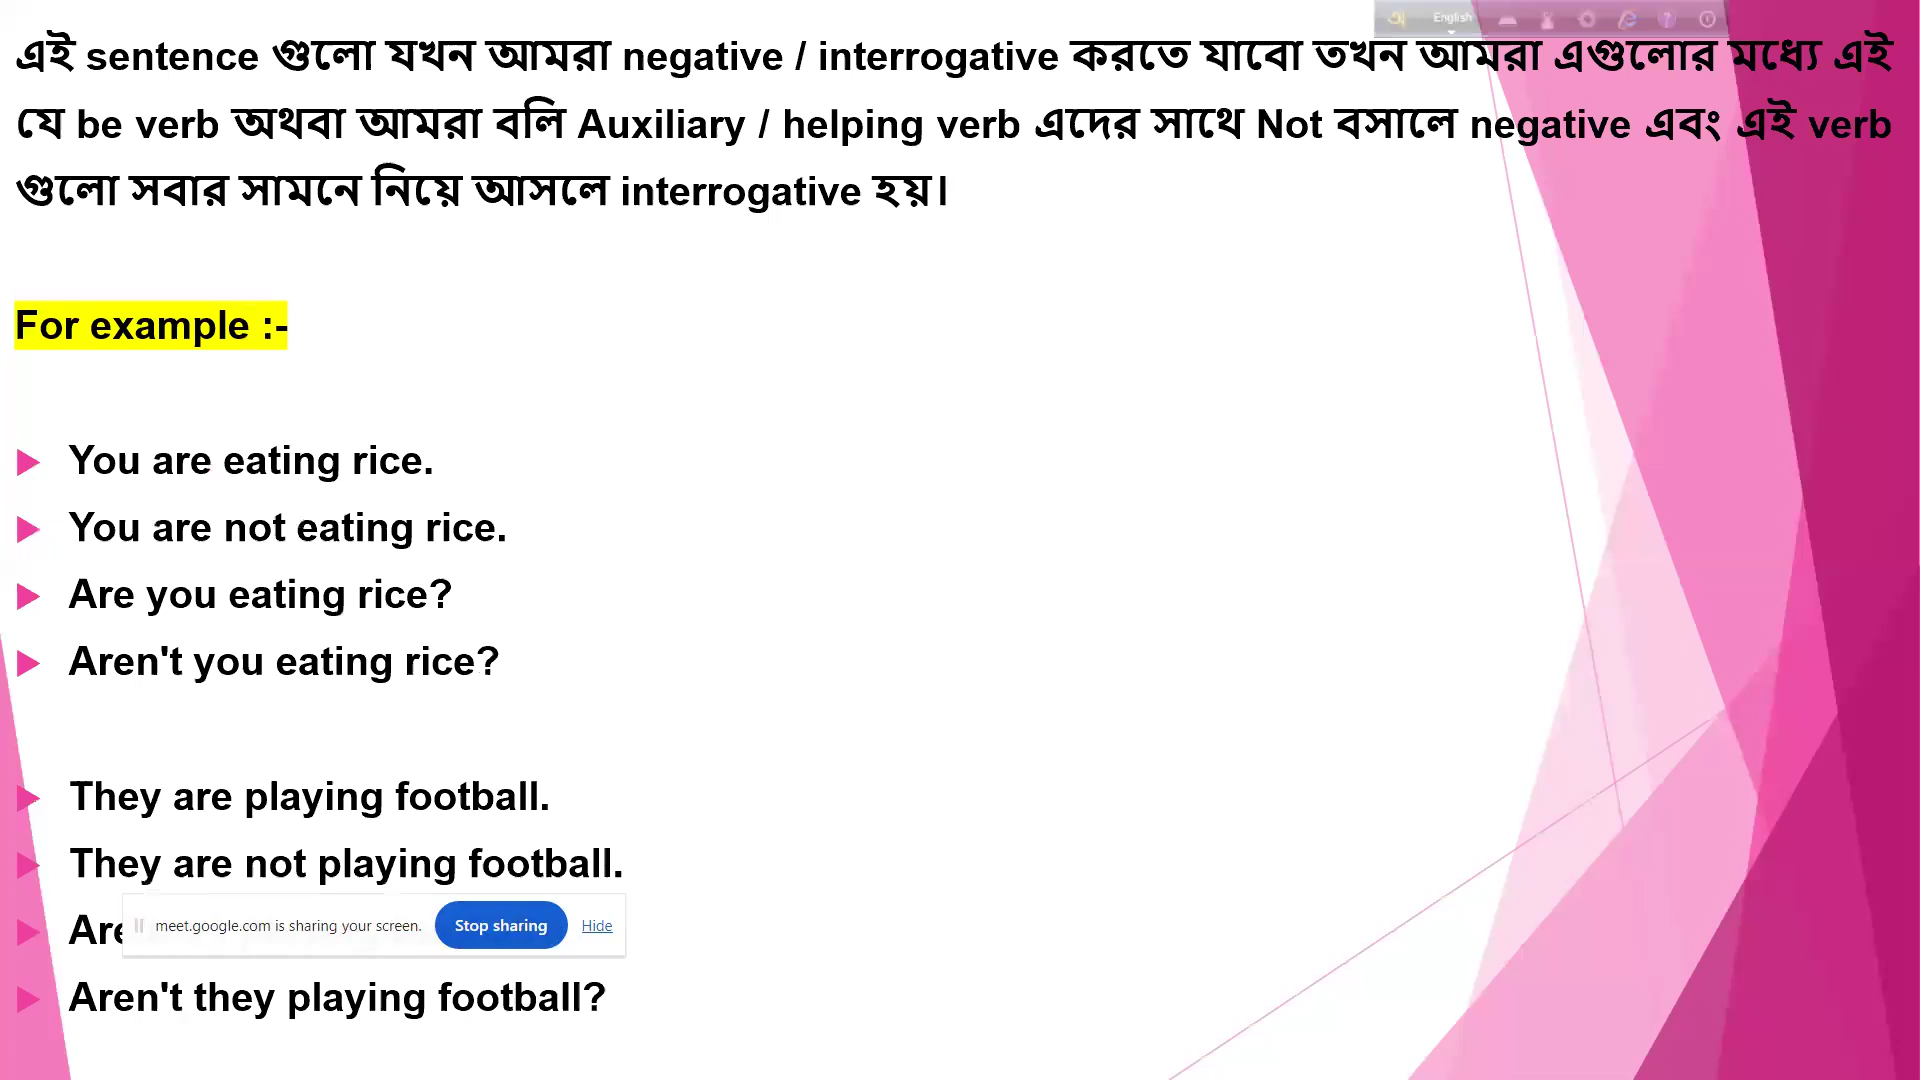 English
এই sentence গুলো যখন আমরা negative / interrogative করতে যাবো তখন আমরা এগুলোর মধ্যে এই
যে be verb অথবা আমরা বলি Auxiliary / helping verb এদের সাথে Not বসালে negative এবং এই verb
গুলো সবার সামনে নিয়ে আসলে interrogative হয়।
For example :-
You are eating rice.
You are not eating rice.
Are you eating rice?
Aren't you eating rice?
They are playing football.
They are not playing football.
Are
meet.google.com is sharing your screen. Stop sharing Hide
Aren't they playing football?